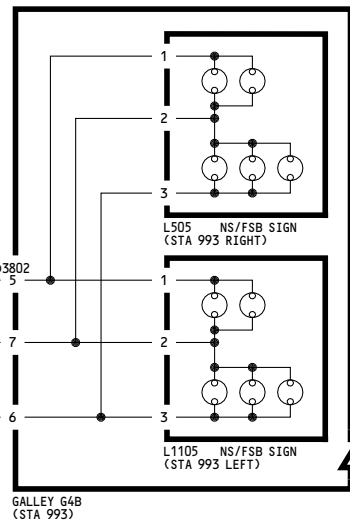 1
2
3
L505 NS/FSB SIGN
(STA 993 RIGHT)
3802
5
1
7
2
6
3
L1105 NS/FSB SIGN
(STA 993 LEFT)
GALLEY G4B
(STA 993)